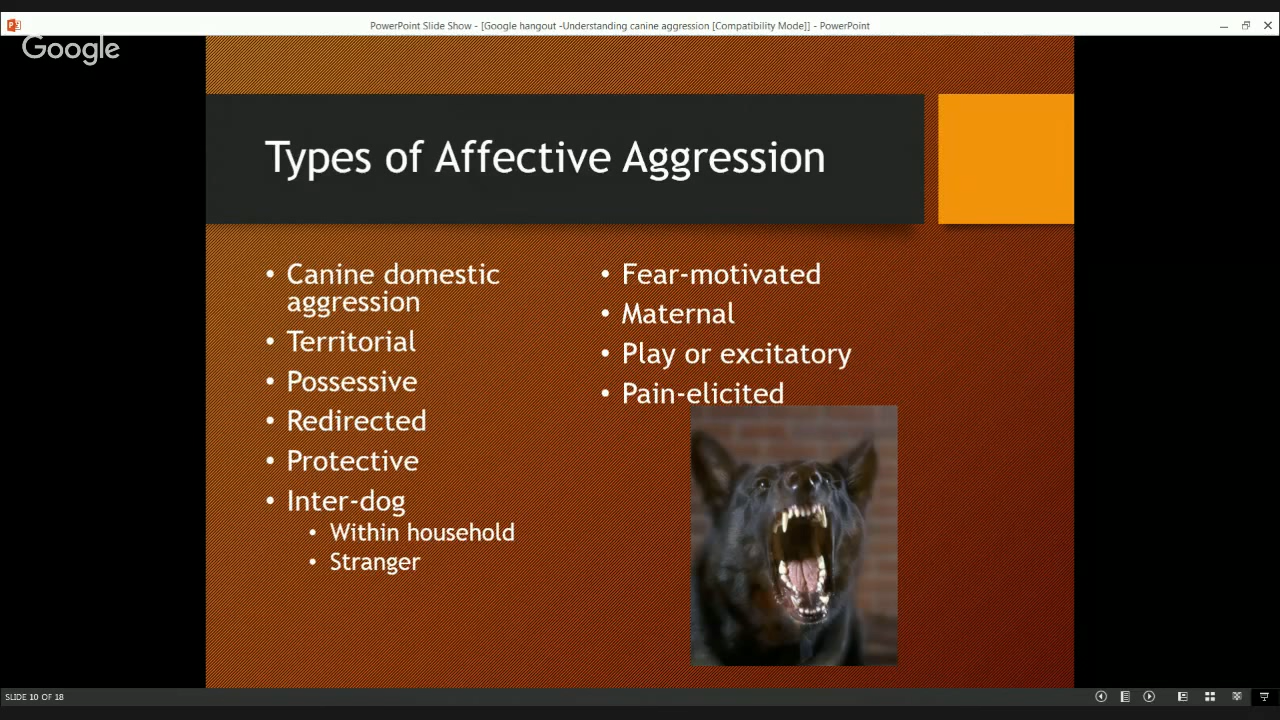 PowerPoint Slide Show - [Google hangout -Understanding canine aggression [Compatibility Mode]] - PowerPoint
Google
Types of Affective Aggression
• Canine domestic
aggression
• Territorial
• Possessive
• Redirected
• Protective
• Inter-dog
• Within household
• Stranger
• Fear-motivated
• Maternal
• Play or excitatory
• Pain-elicited
SLIDE 10 OF 18